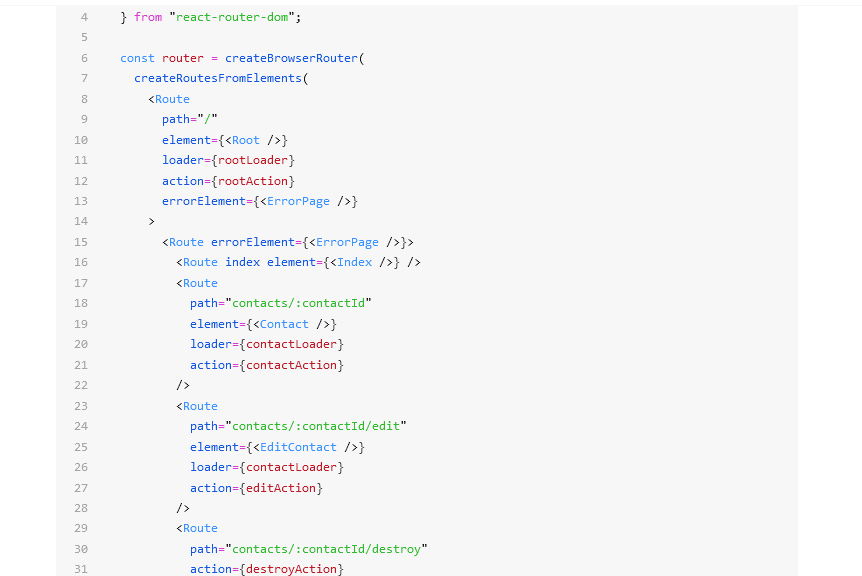 4 } from "react-router-dom";
5
6 const router = createBrowserRouter(
7 createRoutesFromElements(
8 <Route
9 path="/"
10 element={<Root />}
11 loader={rootLoader}
12 action={rootAction}
13 errorElement={<ErrorPage />}
14 >
15 <Route errorElement={<ErrorPage />}>
16 <Route index element={<Index />} />
17 <Route
18 path="contacts/:contactId"
19 element={<Contact />}
20 loader={contactLoader}
21 action={contactAction}
22 />
23 <Route
24 path="contacts/:contactId/edit"
25 element={<EditContact />}
26 loader={contactLoader}
27 action={editAction}
28 />
29 <Route
30 path="contacts/:contactId/destroy"
31 action={destroyAction}